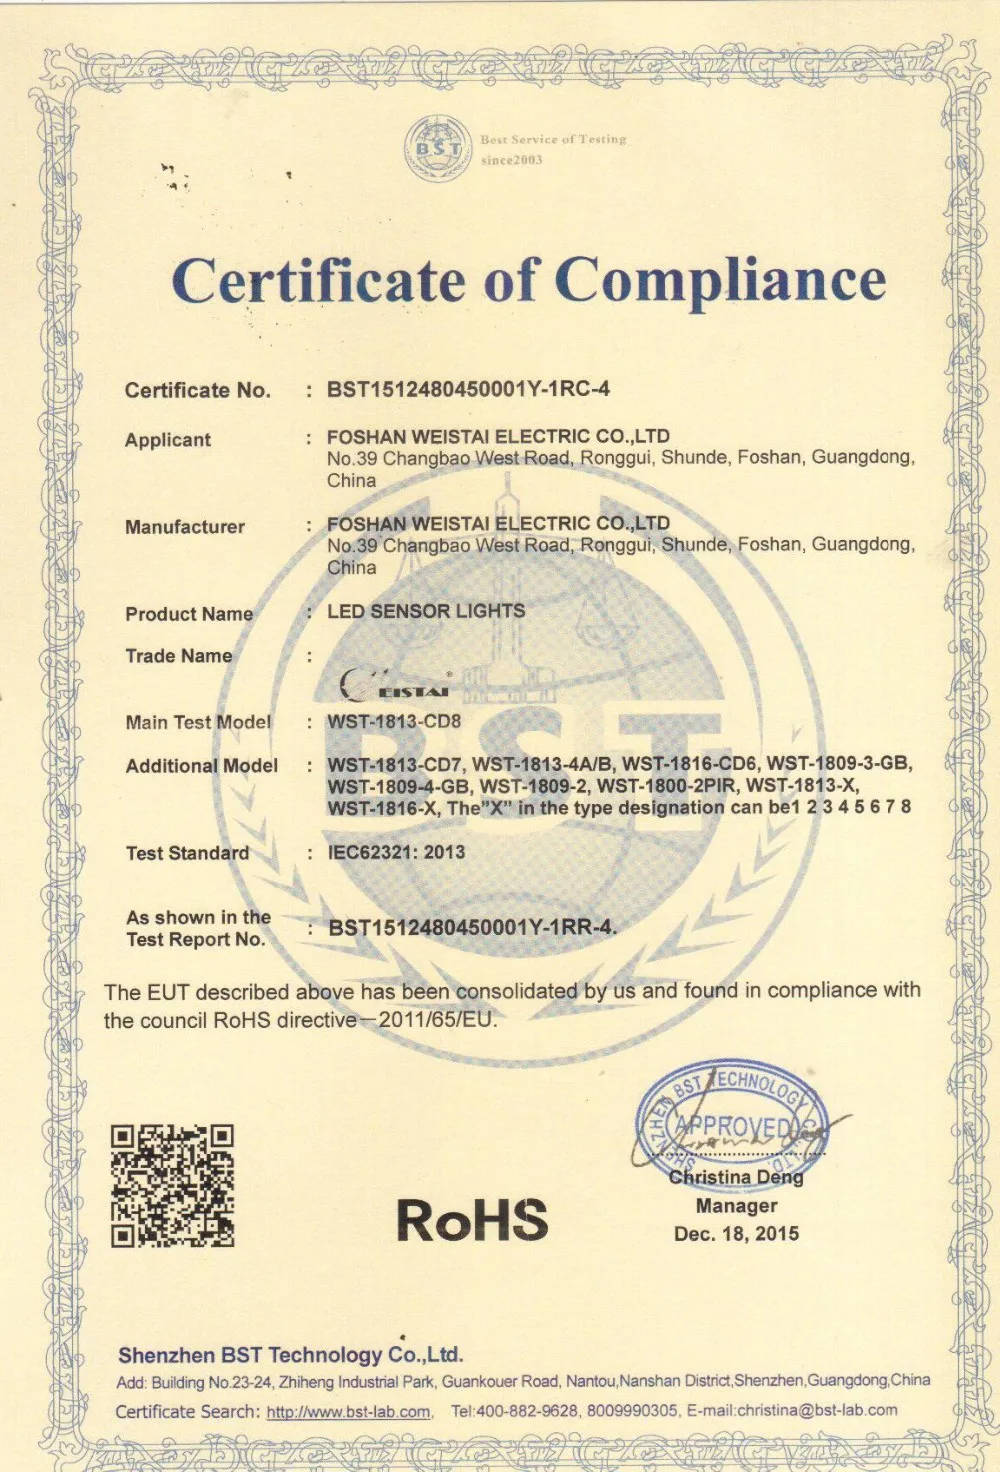 BST
Best Service of Testing
since2003
Certificate of Compliance
Certificate No. : BST1512480450001Y-1RC-4
Applicant : FOSHAN WEISTAI ELECTRIC CO.,LTD
No.39 Changbao West Road, Ronggui, Shunde, Foshan, Guangdong,
China
Manufacturer : FOSHAN WEISTAI ELECTRIC CO.,LTD
No.39 Changbao West Road, Ronggui, Shunde, Foshan, Guangdong,
China
Product Name : LED SENSOR LIGHTS
Trade Name :
WEISTAI®
Main Test Model : WST-1813-CD8
BST
Additional Model : WST-1813-CD7, WST-1813-4A/B, WST-1816-CD6, WST-1809-3-GB,
WST-1809-4-GB, WST-1809-2, WST-1800-2PIR, WST-1813-X,
WST-1816-X, The”X” in the type designation can be1 2 3 4 5 6 7 8
Test Standard : IEC62321: 2013
As shown in the
Test Report No. : BST1512480450001Y-1RR-4.
The EUT described above has been consolidated by us and found in compliance with
the council RoHS directive—2011/65/EU.
SHENZHEN BST TECHNOLOGY CO.,LTD.
APPROVED
Christina Deng
Manager
Dec. 18, 2015
RoHS
Shenzhen BST Technology Co.,Ltd.
Add: Building No.23-24, Zhiheng Industrial Park, Guankouer Road, Nantou,Nanshan District,Shenzhen,Guangdong,China
Certificate Search: http://www.bst-lab.com, Tel:400-882-9628, 8009990305, E-mail:christina@bst-lab.com